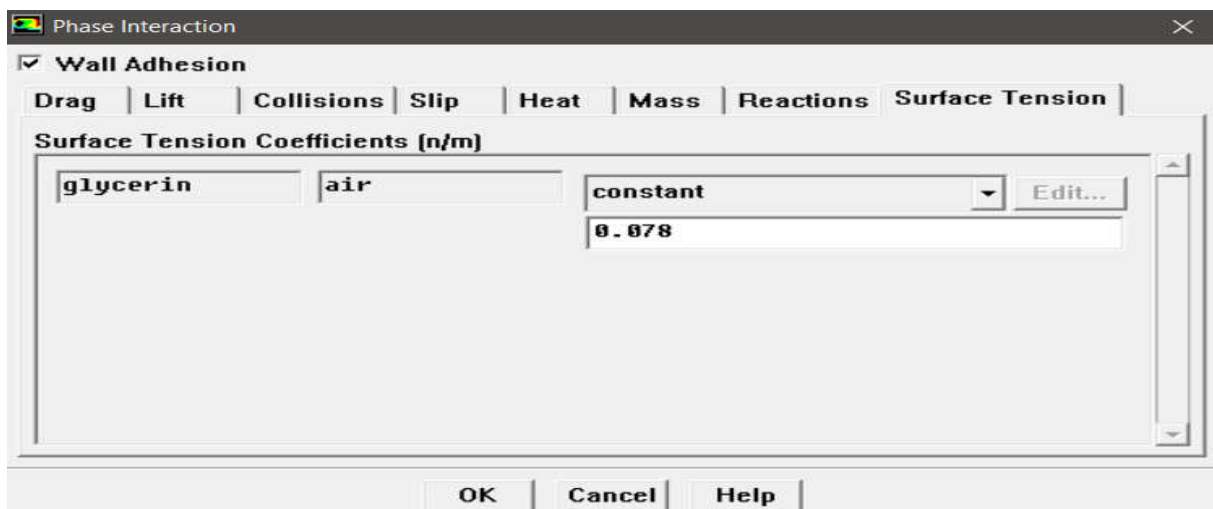 Phase Interaction
Wall Adhesion
Drag Lift Collisions Slip Heat Mass Reactions Surface Tension
Surface Tension Coefficients (n/m)
glycerin air constant Edit...
0.078
OK Cancel Help